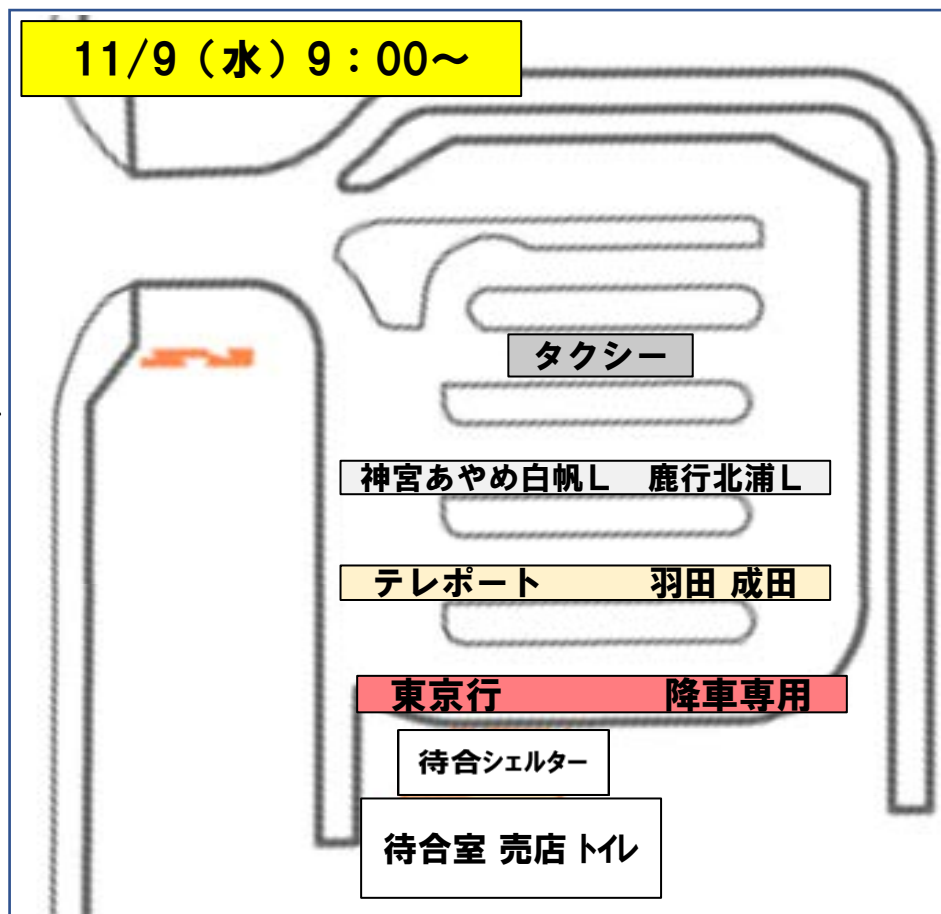 11/9（水）9：00～
タクシー
神宮あやめ白帆L　鹿行北浦L
テレポート　羽田 成田
東京行　降車専用
待合シェルター
待合室 売店 トイレ